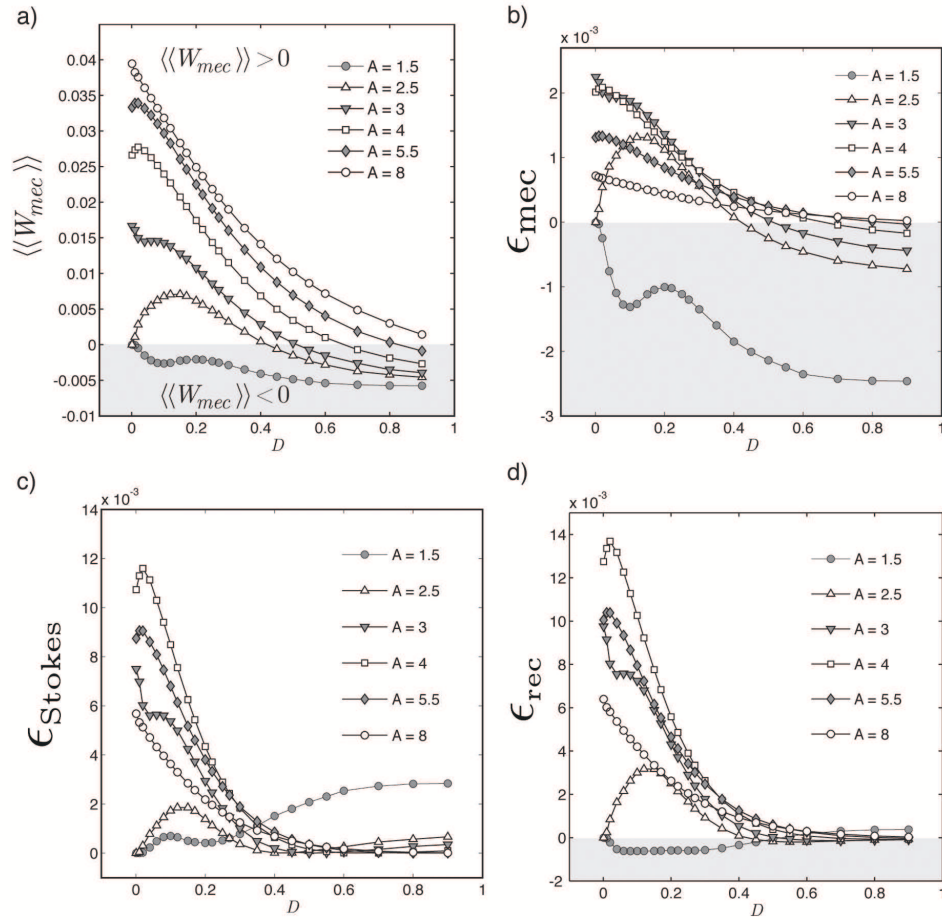 a)
⟨⟨W_mec⟩⟩
⟨⟨W_mec⟩⟩ > 0
⟨⟨W_mec⟩⟩ < 0
0.04
0.035
0.03
0.025
0.02
0.015
0.01
0.005
0
-0.005
-0.01
0
0.2
0.4
0.6
0.8
1
D
A = 1.5
A = 2.5
A = 3
A = 4
A = 5.5
A = 8
b)
x 10⁻³
ϵmec
2
1
0
-1
-2
-3
0
0.2
0.4
0.6
0.8
1
D
A = 1.5
A = 2.5
A = 3
A = 4
A = 5.5
A = 8
c)
x 10⁻³
ϵStokes
14
12
10
8
6
4
2
0
0
0.2
0.4
0.6
0.8
1
D
A = 1.5
A = 2.5
A = 3
A = 4
A = 5.5
A = 8
d)
x 10⁻³
ϵrec
14
12
10
8
6
4
2
0
-2
0
0.2
0.4
0.6
0.8
1
D
A = 1.5
A = 2.5
A = 3
A = 4
A = 5.5
A = 8